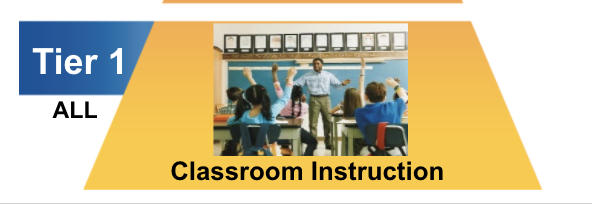 Tier 1
ALL
Classroom Instruction